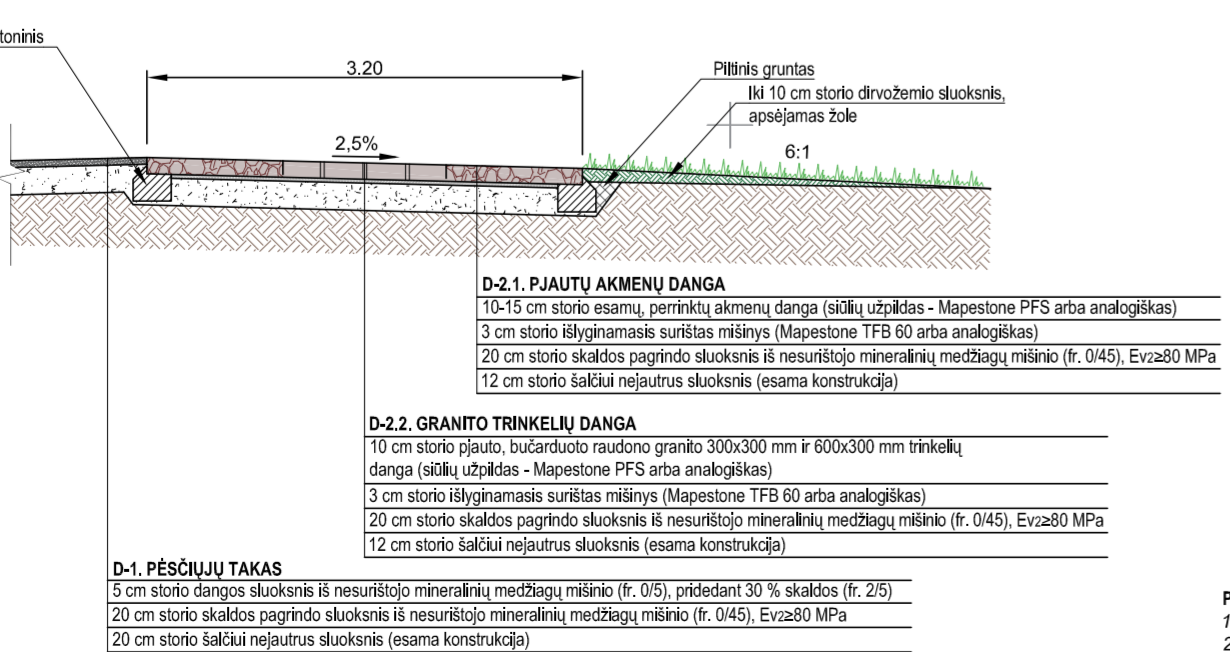 3.20
Piltinis gruntas
Iki 10 cm storio dirvožemio sluoksnis,
apsėjamas žole
2,5%
6:1
D-2.1. PJAUTŲ AKMENŲ DANGA
10-15 cm storio esamų, perrinktų akmenų danga (siūlių užpildas - Mapestone PFS arba analogiškas)
3 cm storio išlyginamasis surištas mišinys (Mapestone TFB 60 arba analogiškas)
20 cm storio skaldos pagrindo sluoksnis iš nesurištojo mineralinių medžiagų mišinio (fr. 0/45), Ev2≥80 MPa
12 cm storio šalčiui nejautrus sluoksnis (esama konstrukcija)
D-2.2. GRANITO TRINKELIŲ DANGA
10 cm storio pjauto, bučarduoto raudono granito 300x300 mm ir 600x300 mm trinkelių
danga (siūlių užpildas - Mapestone PFS arba analogiškas)
3 cm storio išlyginamasis surištas mišinys (Mapestone TFB 60 arba analogiškas)
20 cm storio skaldos pagrindo sluoksnis iš nesurištojo mineralinių medžiagų mišinio (fr. 0/45), Ev2≥80 MPa
12 cm storio šalčiui nejautrus sluoksnis (esama konstrukcija)
D-1. PĖSČIŲJŲ TAKAS
5 cm storio dangos sluoksnis iš nesurištojo mineralinių medžiagų mišinio (fr. 0/5), pridedant 30 % skaldos (fr. 2/5)
20 cm storio skaldos pagrindo sluoksnis iš nesurištojo mineralinių medžiagų mišinio (fr. 0/45), Ev2≥80 MPa
20 cm storio šalčiui nejautrus sluoksnis (esama konstrukcija)